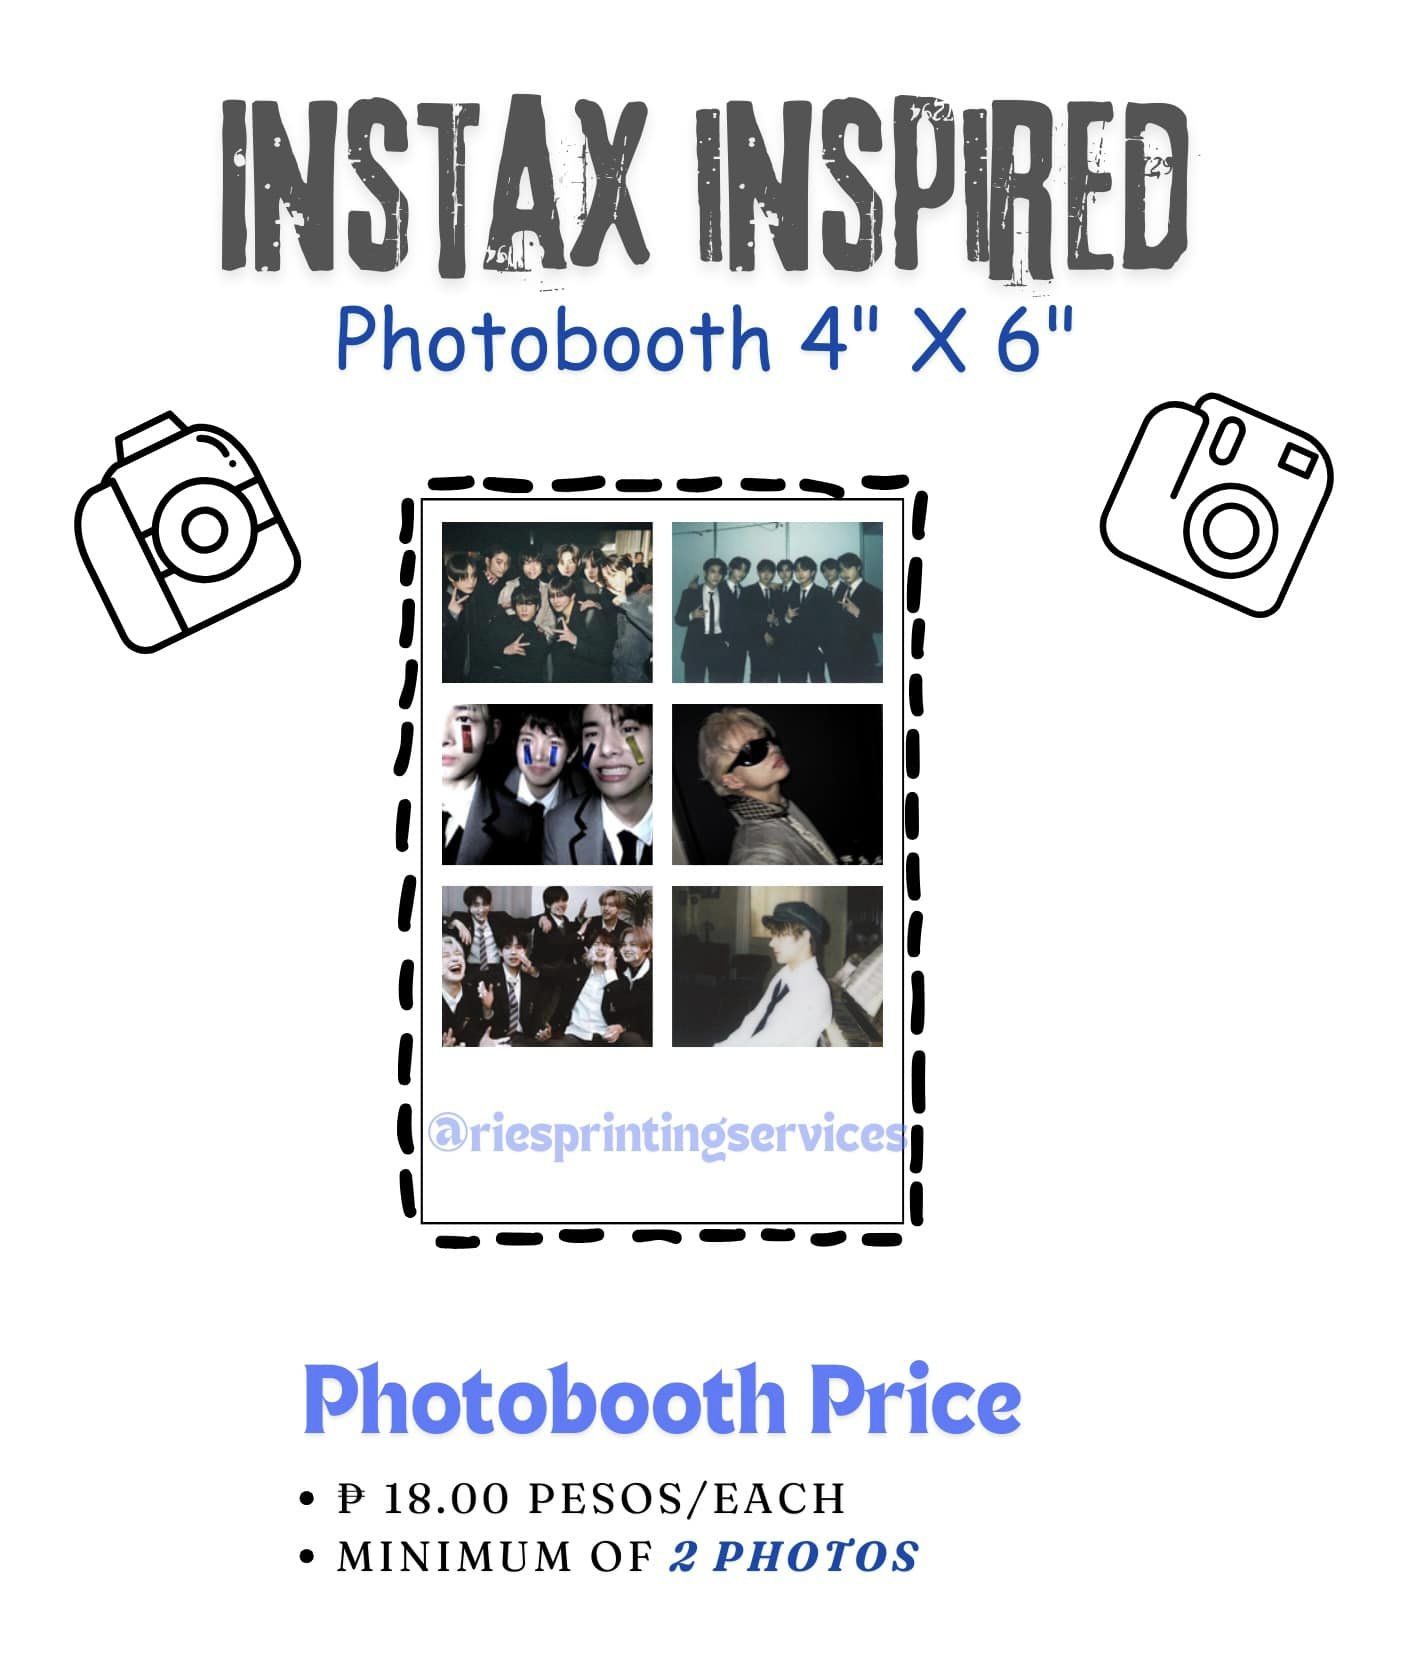 INSTAX INSPIRED
Photobooth 4" X 6"
@riesprintingservices
Photobooth Price
• ₱ 18.00 PESOS/EACH
• MINIMUM OF 2 PHOTOS